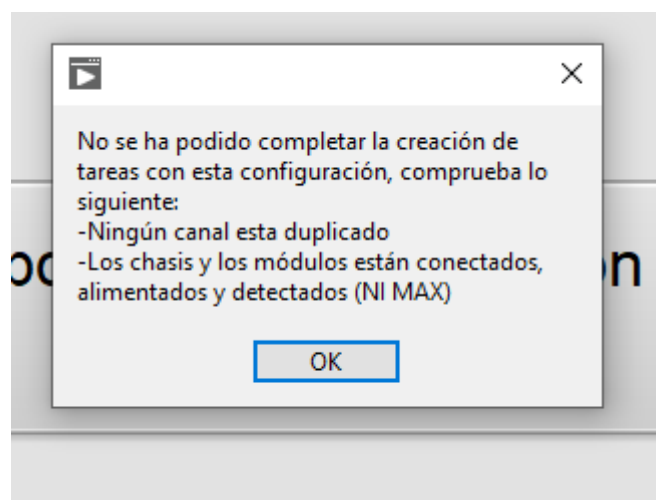 No se ha podido completar la creación de
tareas con esta configuración, comprueba lo
siguiente:
-Ningún canal esta duplicado
-Los chasis y los módulos están conectados,
alimentados y detectados (NI MAX)
OK